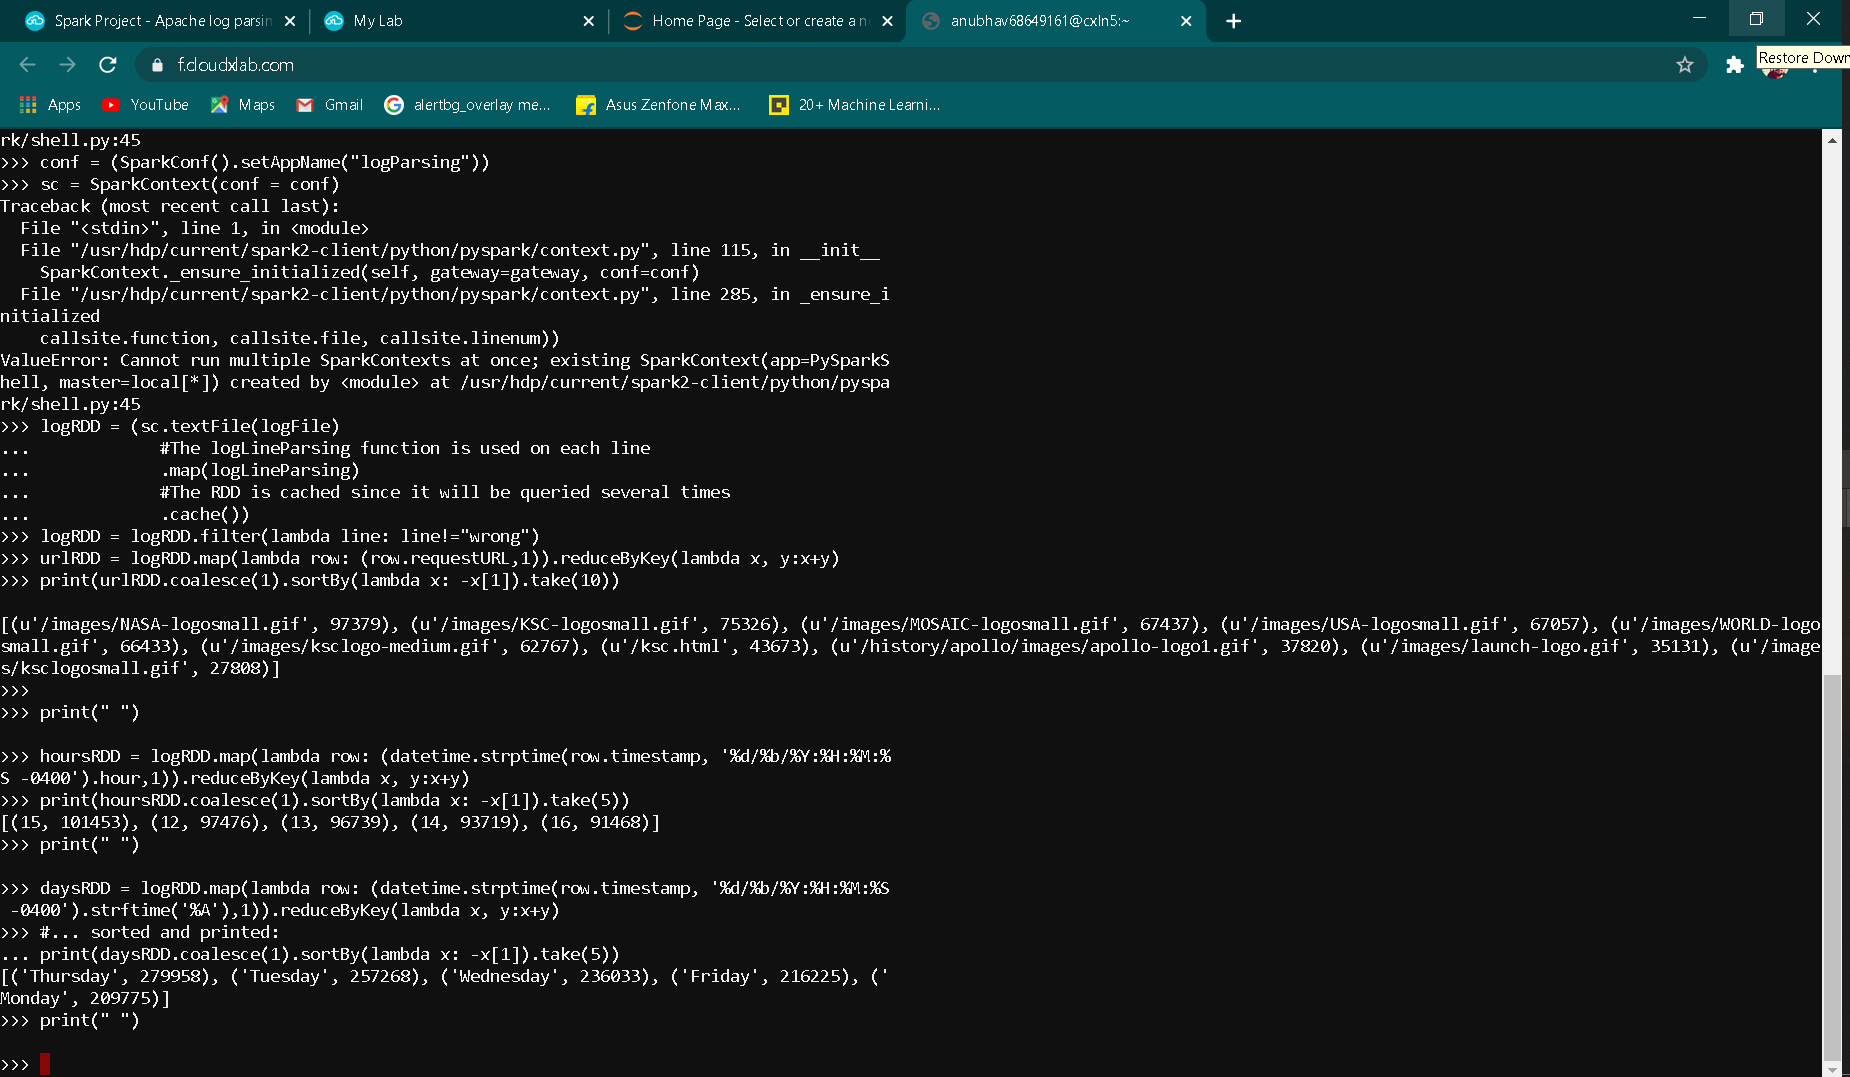 Spark Project - Apache log parsin
My Lab
Home Page - Select or create a n
anubhav68649161@cxln5:~
f.cloudxlab.com
Restore Down
Apps
YouTube
Maps
Gmail
alertbg_overlay me...
Asus Zenfone Max...
20+ Machine Learni...
rk/shell.py:45
>>> conf = (SparkConf().setAppName("logParsing"))
>>> sc = SparkContext(conf = conf)
Traceback (most recent call last):
  File "<stdin>", line 1, in <module>
  File "/usr/hdp/current/spark2-client/python/pyspark/context.py", line 115, in __init__
    SparkContext._ensure_initialized(self, gateway=gateway, conf=conf)
  File "/usr/hdp/current/spark2-client/python/pyspark/context.py", line 285, in _ensure_i
nitialized
    callsite.function, callsite.file, callsite.linenum))
ValueError: Cannot run multiple SparkContexts at once; existing SparkContext(app=PySparkS
hell, master=local[*]) created by <module> at /usr/hdp/current/spark2-client/python/pyspa
rk/shell.py:45
>>> logRDD = (sc.textFile(logFile)
...             #The logLineParsing function is used on each line
...             .map(logLineParsing)
...             #The RDD is cached since it will be queried several times
...             .cache())
>>> logRDD = logRDD.filter(lambda line: line!="wrong")
>>> urlRDD = logRDD.map(lambda row: (row.requestURL,1)).reduceByKey(lambda x, y:x+y)
>>> print(urlRDD.coalesce(1).sortBy(lambda x: -x[1]).take(10))
[(u'/images/NASA-logosmall.gif', 97379), (u'/images/KSC-logosmall.gif', 75326), (u'/images/MOSAIC-logosmall.gif', 67437), (u'/images/USA-logosmall.gif', 67057), (u'/images/WORLD-logo
small.gif', 66433), (u'/images/ksclogo-medium.gif', 62767), (u'/ksc.html', 43673), (u'/history/apollo/images/apollo-logo1.gif', 37820), (u'/images/launch-logo.gif', 35131), (u'/image
s/ksclogosmall.gif', 27808)]
>>>
>>> print(" ")
>>> hoursRDD = logRDD.map(lambda row: (datetime.strptime(row.timestamp, '%d/%b/%Y:%H:%M:%
S -0400').hour,1)).reduceByKey(lambda x, y:x+y)
>>> print(hoursRDD.coalesce(1).sortBy(lambda x: -x[1]).take(5))
[(15, 101453), (12, 97476), (13, 96739), (14, 93719), (16, 91468)]
>>> print(" ")
>>> daysRDD = logRDD.map(lambda row: (datetime.strptime(row.timestamp, '%d/%b/%Y:%H:%M:%S
 -0400').strftime('%A'),1)).reduceByKey(lambda x, y:x+y)
>>> #... sorted and printed:
... print(daysRDD.coalesce(1).sortBy(lambda x: -x[1]).take(5))
[('Thursday', 279958), ('Tuesday', 257268), ('Wednesday', 236033), ('Friday', 216225), ('
Monday', 209775)]
>>> print(" ")
>>>